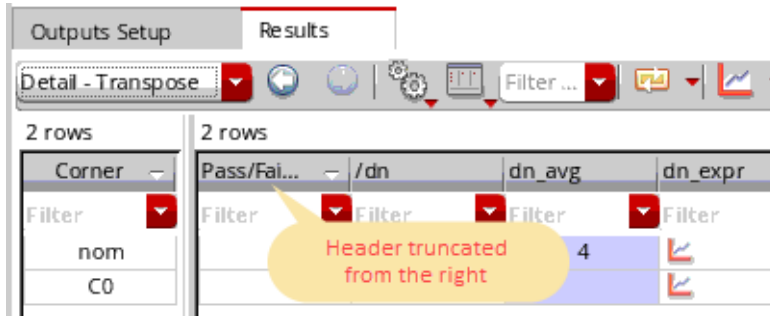 Outputs Setup Results
Detail - Transpose Filter ...
2 rows 2 rows
Corner Pass/Fai... /dn dn_avg dn_expr
Filter Filter Filter Filter Filter
nom 4
C0
Header truncated
from the right